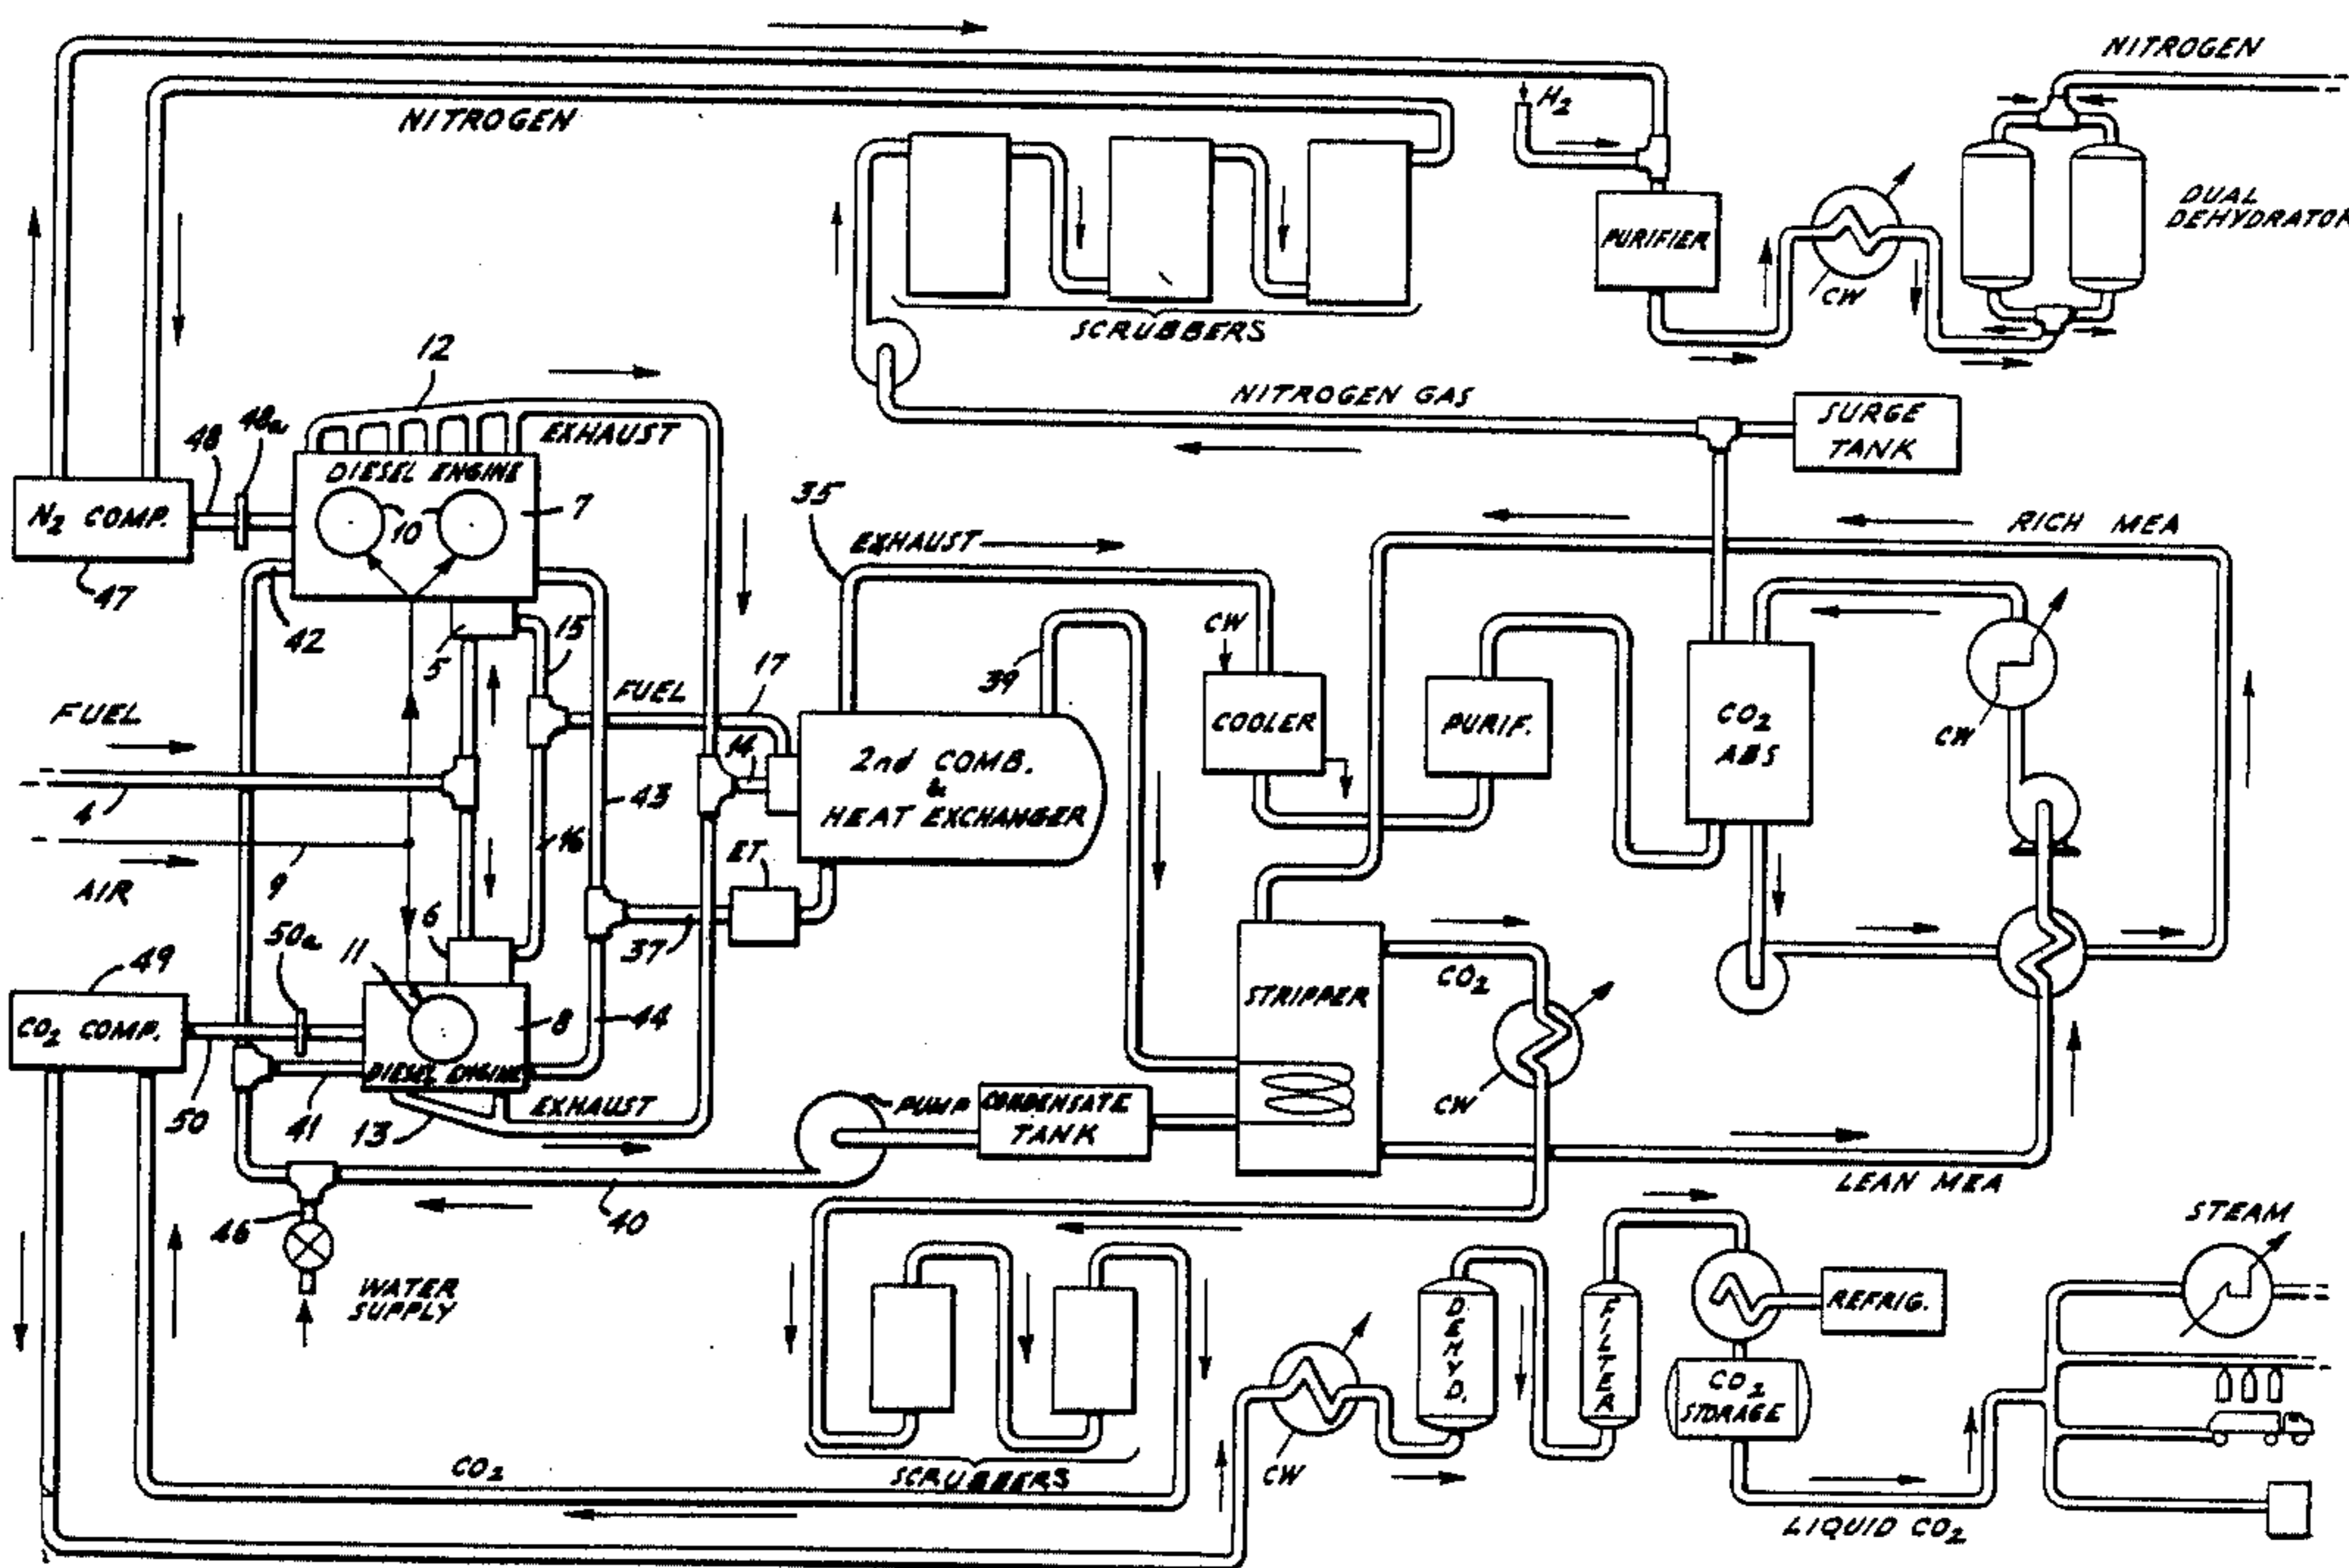 NITROGEN
NITROGEN
H2
PURIFIER
CW
DUAL
DEHYDRATOR
SCRUBBERS
12
EXHAUST
NITROGEN GAS
SURGE
TANK
48
48a
DIESEL ENGINE
N2 COMP.
10
7
47
35
EXHAUST
RICH MEA
42
5
15
FUEL
17
39
CW
COOLER
PURIF.
CO2
ABS
CW
FUEL
4
14
2nd COMB.
&
HEAT EXCHANGER
43
16
9
AIR
ET
6
37
50a
11
49
CO2 COMP.
8
44
DIESEL ENGINE
STRIPPER
CO2
CW
50
41
13
EXHAUST
PUMP
CONDENSATE
TANK
LEAN MEA
46
40
WATER
SUPPLY
STEAM
DEHYD.
FILTER
REFRIG.
CO2
STORAGE
CO2
SCRUBBERS
CW
LIQUID CO2